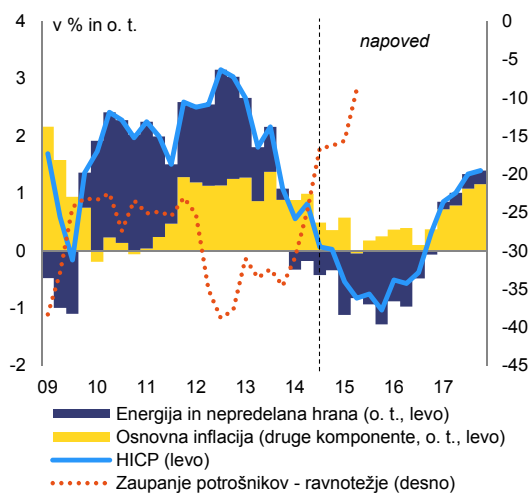 v % in o. t.
napoved
4
3
2
1
0
-1
-2
0
-5
-10
-15
-20
-25
-30
-35
-40
-45
09 10 11 12 13 14 15 16 17
Energija in nepredelana hrana (o. t., levo)
Osnovna inflacija (druge komponente, o. t., levo)
HICP (levo)
Zaupanje potrošnikov - ravnotežje (desno)